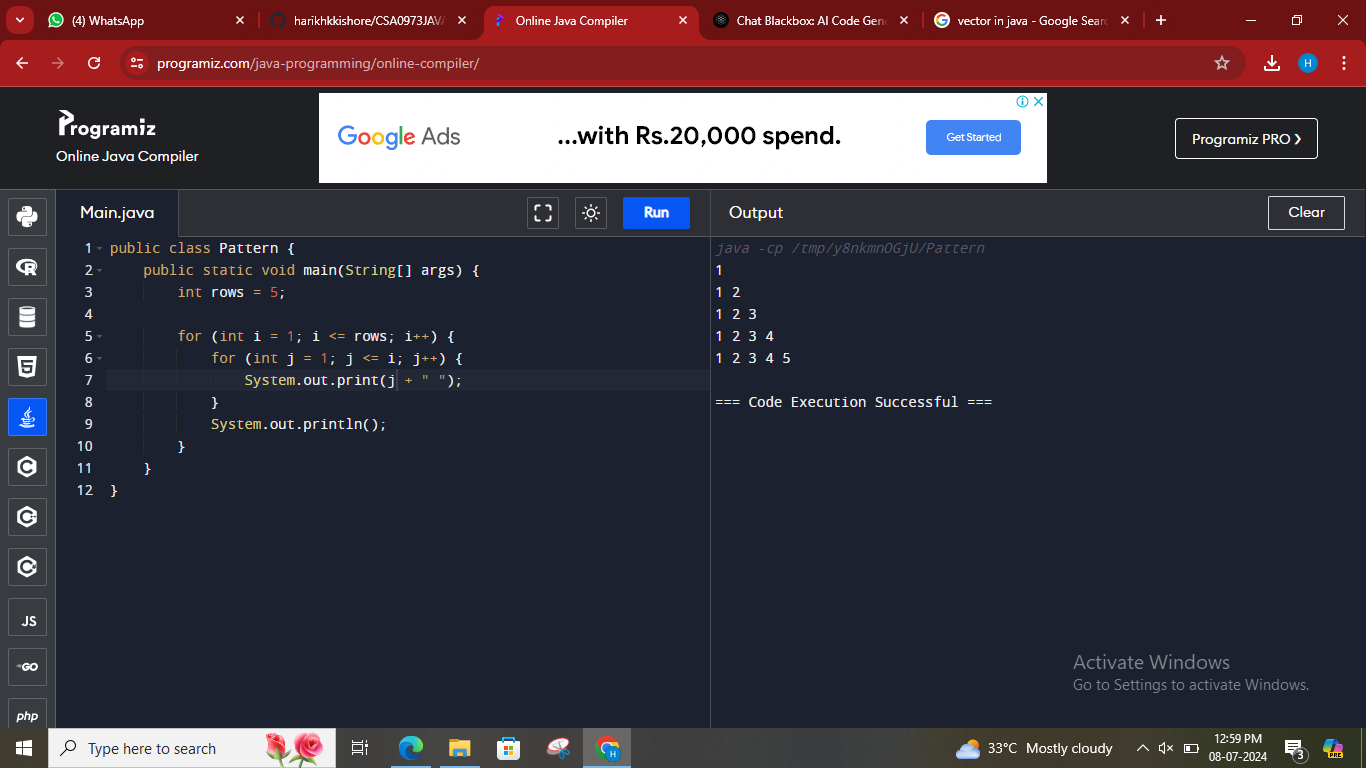 (4) WhatsApp
harikhkkishore/CSA0973JAVA
Online Java Compiler
Chat Blackbox: AI Code Gen
vector in java - Google Sear
programiz.com/java-programming/online-compiler/
H
Programiz
Online Java Compiler
Google Ads
...with Rs.20,000 spend.
Get Started
Programiz PRO ❯
Main.java
Run
Output
Clear
1 public class Pattern {
2     public static void main(String[] args) {
3         int rows = 5;
4
5         for (int i = 1; i <= rows; i++) {
6             for (int j = 1; j <= i; j++) {
7                 System.out.print(j + " ");
8             }
9             System.out.println();
10         }
11     }
12 }
java -cp /tmp/y8nkmnOGjU/Pattern
1
1 2
1 2 3
1 2 3 4
1 2 3 4 5
=== Code Execution Successful ===
JS
GO
php
Activate Windows
Go to Settings to activate Windows.
Type here to search
H
33°C Mostly cloudy
12:59 PM
08-07-2024
3
PRE